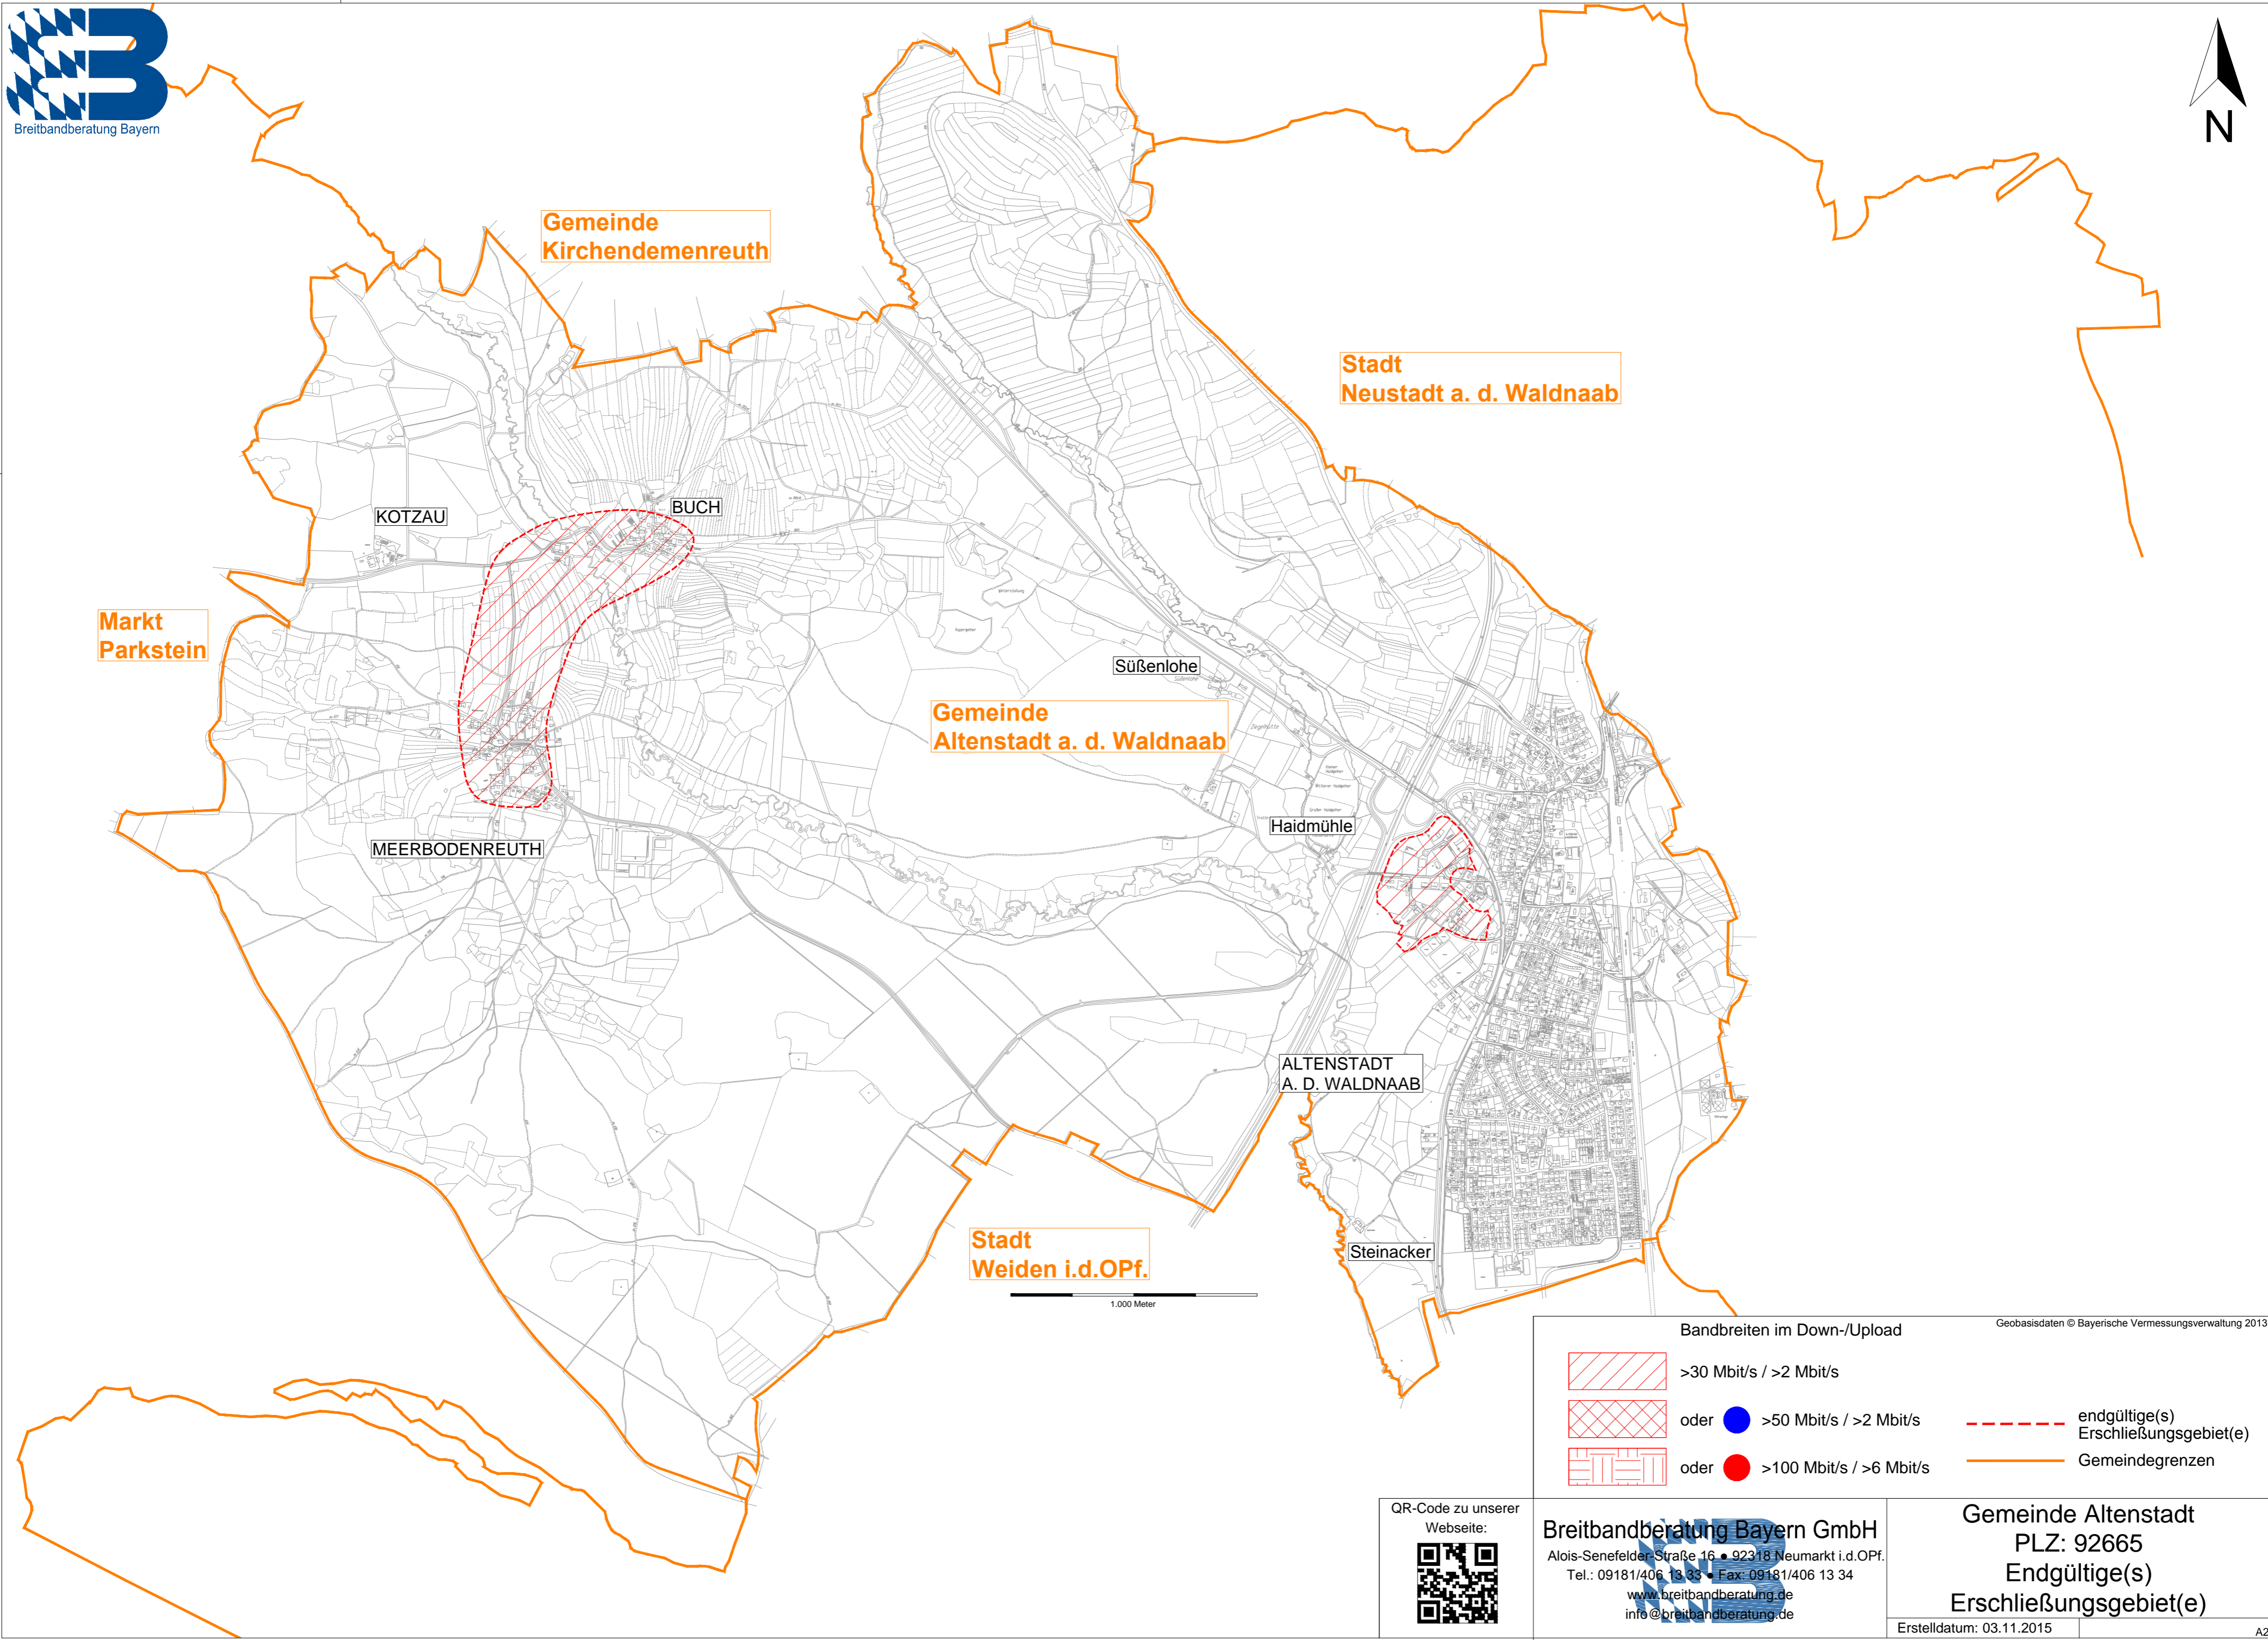 Breitbandberatung Bayern
N
Gemeinde
Kirchendemenreuth
Stadt
Neustadt a. d. Waldnaab
KOTZAU
BUCH
Markt
Parkstein
Süßenlohe
Süßenlohe
Gemeinde
Altenstadt a. d. Waldnaab
Ziegelhütte
Haidmühle
MEERBODENREUTH
ALTENSTADT
A. D. WALDNAAB
Stadt
Weiden i.d.OPf.
Steinacker
1.000 Meter
Bandbreiten im Down-/Upload
Geobasisdaten © Bayerische Vermessungsverwaltung 2013
>30 Mbit/s / >2 Mbit/s
oder >50 Mbit/s / >2 Mbit/s
oder >100 Mbit/s / >6 Mbit/s
endgültige(s)
Erschließungsgebiet(e)
Gemeindegrenzen
QR-Code zu unserer
Webseite:
Breitbandberatung Bayern GmbH
Alois-Senefelder-Straße 16 ● 92318 Neumarkt i.d.OPf.
Tel.: 09181/406 13 33 ● Fax: 09181/406 13 34
www.breitbandberatung.de
info@breitbandberatung.de
Gemeinde Altenstadt
PLZ: 92665
Endgültige(s)
Erschließungsgebiet(e)
Erstelldatum: 03.11.2015
A2